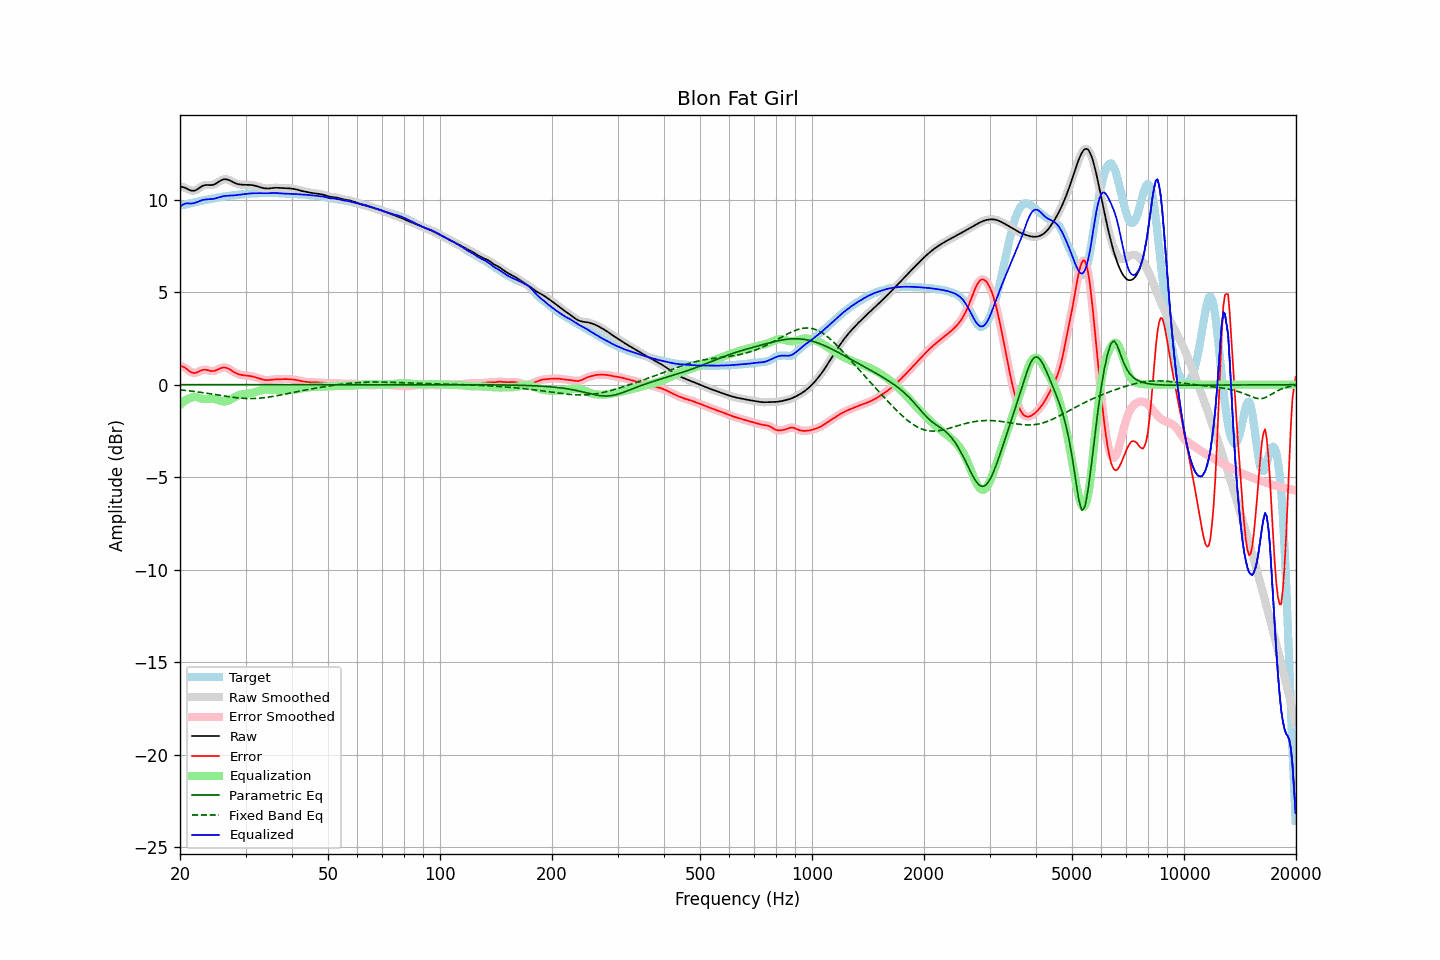 Blon Fat Girl
Amplitude (dBr)
10
5
0
−5
−10
−15
−20
−25
Target
Raw Smoothed
Error Smoothed
Raw
Error
Equalization
Parametric Eq
Fixed Band Eq
Equalized
20 50 100 200 500 1000 2000 5000 10000 20000
Frequency (Hz)